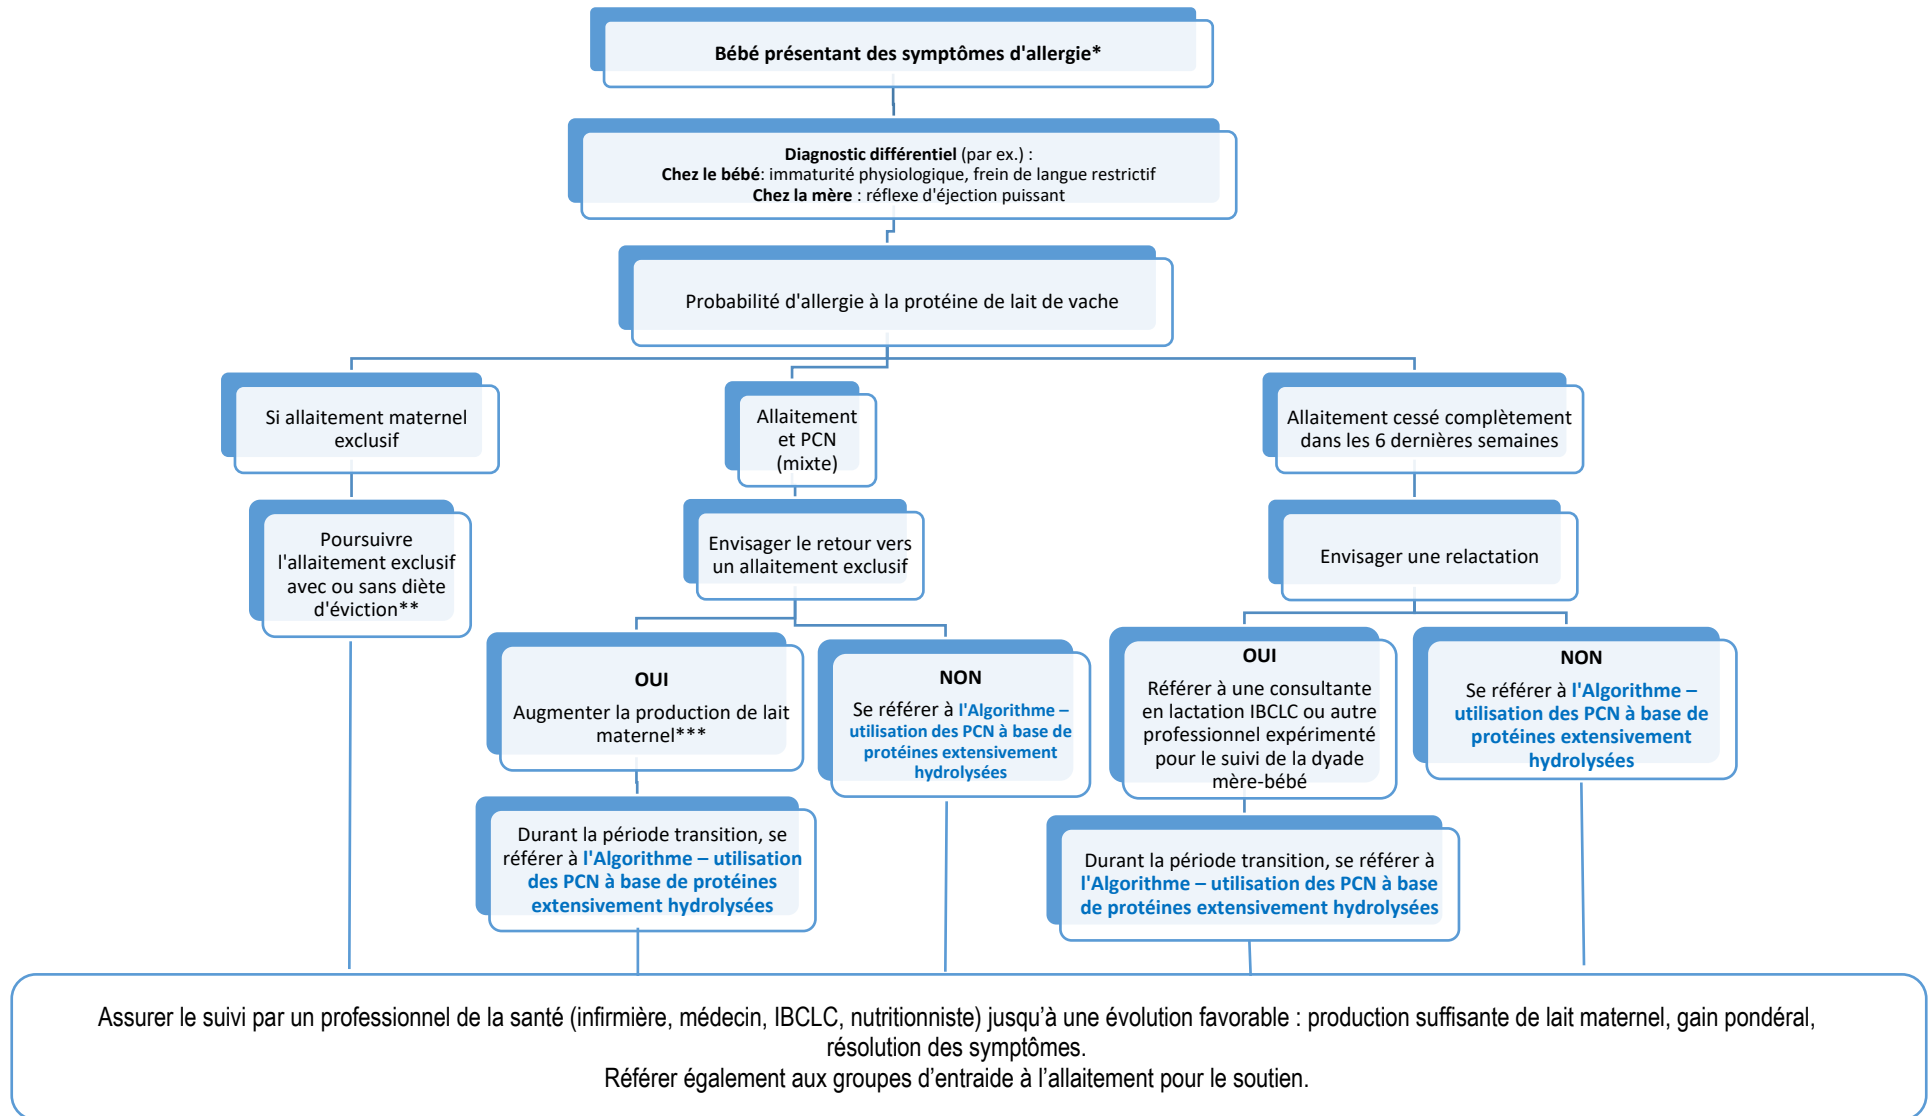 Bébé présentant des symptômes d'allergie*
Diagnostic différentiel (par ex.) :
Chez le bébé: immaturité physiologique, frein de langue restrictif
Chez la mère : réflexe d'éjection puissant
Probabilité d'allergie à la protéine de lait de vache
Si allaitement maternel
exclusif
Poursuivre
l'allaitement exclusif
avec ou sans diète
d'éviction**
Allaitement
et PCN
(mixte)
Envisager le retour vers
un allaitement exclusif
OUI
Augmenter la production de lait
maternel***
Durant la période transition, se
référer à l'Algorithme – utilisation
des PCN à base de protéines
extensivement hydrolysées
NON
Se référer à l'Algorithme –
utilisation des PCN à base de
protéines extensivement
hydrolysées
Allaitement cessé complètement
dans les 6 dernières semaines
Envisager une relactation
OUI
Référer à une consultante
en lactation IBCLC ou autre
professionnel expérimenté
pour le suivi de la dyade
mère-bébé
Durant la période transition, se référer à
l'Algorithme – utilisation des PCN à base
de protéines extensivement hydrolysées
NON
Se référer à l'Algorithme –
utilisation des PCN à base de
protéines extensivement
hydrolysées
Assurer le suivi par un professionnel de la santé (infirmière, médecin, IBCLC, nutritionniste) jusqu’à une évolution favorable : production suffisante de lait maternel, gain pondéral,
résolution des symptômes.
Référer également aux groupes d’entraide à l’allaitement pour le soutien.